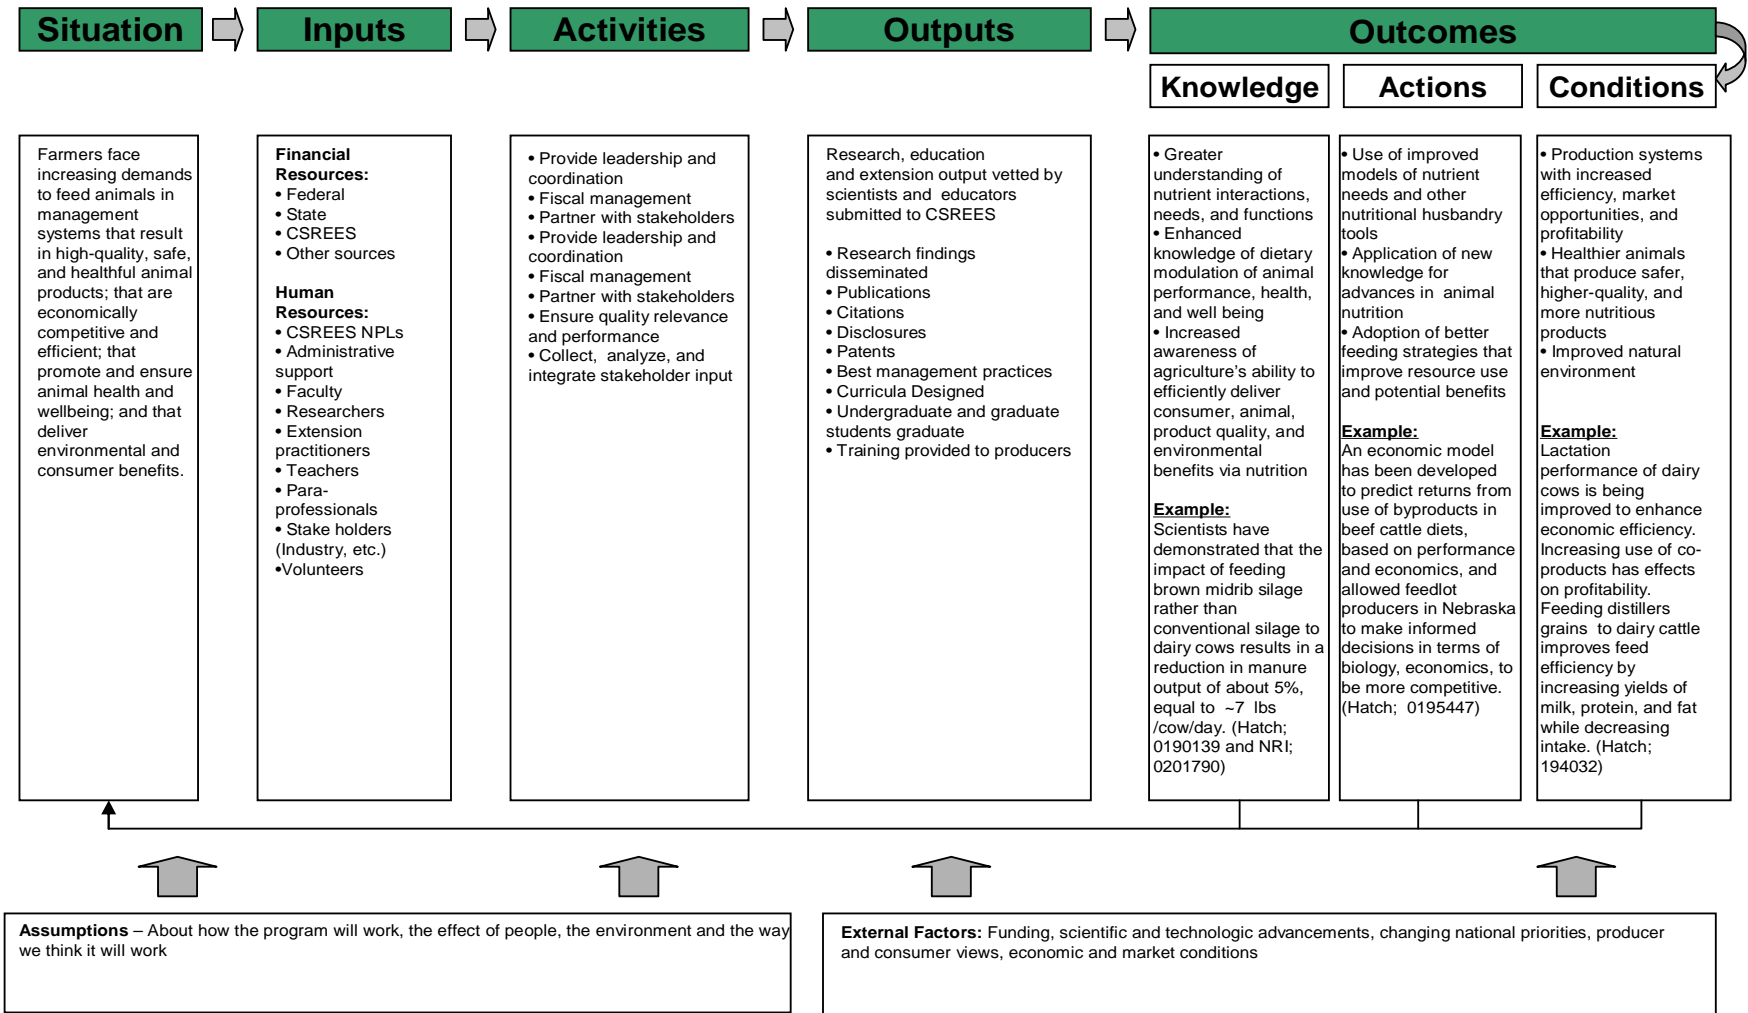 Situation
Inputs
Activities
Outputs
Outcomes
Knowledge
Actions
Conditions
Farmers face
increasing demands
to feed animals in
management
systems that result
in high-quality, safe,
and healthful animal
products; that are
economically
competitive and
efficient; that
promote and ensure
animal health and
wellbeing; and that
deliver
environmental and
consumer benefits.
Financial
Resources:
• Federal
• State
• CSREES
• Other sources
Human
Resources:
• CSREES NPLs
• Administrative
support
• Faculty
• Researchers
• Extension
practitioners
• Teachers
• Para-
professionals
• Stake holders
(Industry, etc.)
•Volunteers
• Provide leadership and
coordination
• Fiscal management
• Partner with stakeholders
• Provide leadership and
coordination
• Fiscal management
• Partner with stakeholders
• Ensure quality relevance
and performance
• Collect, analyze, and
integrate stakeholder input
Research, education
and extension output vetted by
scientists and educators
submitted to CSREES
• Research findings
disseminated
• Publications
• Citations
• Disclosures
• Patents
• Best management practices
• Curricula Designed
• Undergraduate and graduate
students graduate
• Training provided to producers
• Greater
understanding of
nutrient interactions,
needs, and functions
• Enhanced
knowledge of dietary
modulation of animal
performance, health,
and well being
• Increased
awareness of
agriculture’s ability to
efficiently deliver
consumer, animal,
product quality, and
environmental
benefits via nutrition
Example:
Scientists have
demonstrated that the
impact of feeding
brown midrib silage
rather than
conventional silage to
dairy cows results in a
reduction in manure
output of about 5%,
equal to ~7 lbs
/cow/day. (Hatch;
0190139 and NRI;
0201790)
• Use of improved
models of nutrient
needs and other
nutritional husbandry
tools
• Application of new
knowledge for
advances in animal
nutrition
• Adoption of better
feeding strategies that
improve resource use
and potential benefits
Example:
An economic model
has been developed
to predict returns from
use of byproducts in
beef cattle diets,
based on performance
and economics, and
allowed feedlot
producers in Nebraska
to make informed
decisions in terms of
biology, economics, to
be more competitive.
(Hatch; 0195447)
• Production systems
with increased
efficiency, market
opportunities, and
profitability
• Healthier animals
that produce safer,
higher-quality, and
more nutritious
products
• Improved natural
environment
Example:
Lactation
performance of dairy
cows is being
improved to enhance
economic efficiency.
Increasing use of co-
products has effects
on profitability.
Feeding distillers
grains to dairy cattle
improves feed
efficiency by
increasing yields of
milk, protein, and fat
while decreasing
intake. (Hatch;
194032)
Assumptions – About how the program will work, the effect of people, the environment and the way
we think it will work
External Factors: Funding, scientific and technologic advancements, changing national priorities, producer
and consumer views, economic and market conditions